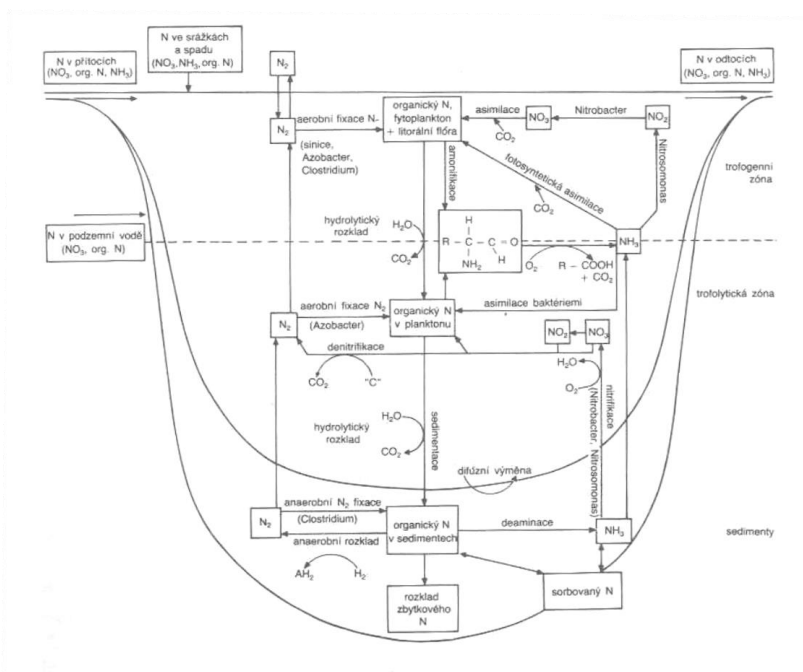 N ve srážkách
a spadu
(NO₃,NH₃,org. N)
N v přítocích
(NO₃, org. N, NH₃)
N₂
N v odtocích
(NO₃, org. N, NH₃)
N₂
aerobní fixace N-
(sinice,
Azobacter,
Clostridium)
organický N,
fytoplankton
+ litorální flóra
asimilace
CO₂
NO₃
Nitrobacter
NO₂
Nitrosomonas
amonifikace
fotosyntetická asimilace
CO₂
trofogenní
zóna
N v podzemní vodě
(NO₃, org. N)
hydrolytický
rozklad
H₂O
CO₂
H
R – C – C = O
NH₂ H
O₂
R – COOH
+ CO₂
NH₃
trofolytická zóna
N₂
aerobní fixace N₂
(Azobacter)
organický N
v planktonu
asimilace baktériemi
NO₂
NO₃
denitrifikace
CO₂
"C"
H₂O
O₂
nitrifikace
(Nitrobacter, Nitrosomonas)
hydrolytický
rozklad
H₂O
CO₂
sedimentace
difúzní výměna
N₂
anaerobní N₂ fixace
(Clostridium)
anaerobní rozklad
AH₂
H₂
organický N
v sedimentech
deaminace
NH₃
sedimenty
rozklad
zbytkového
N
sorbovaný N